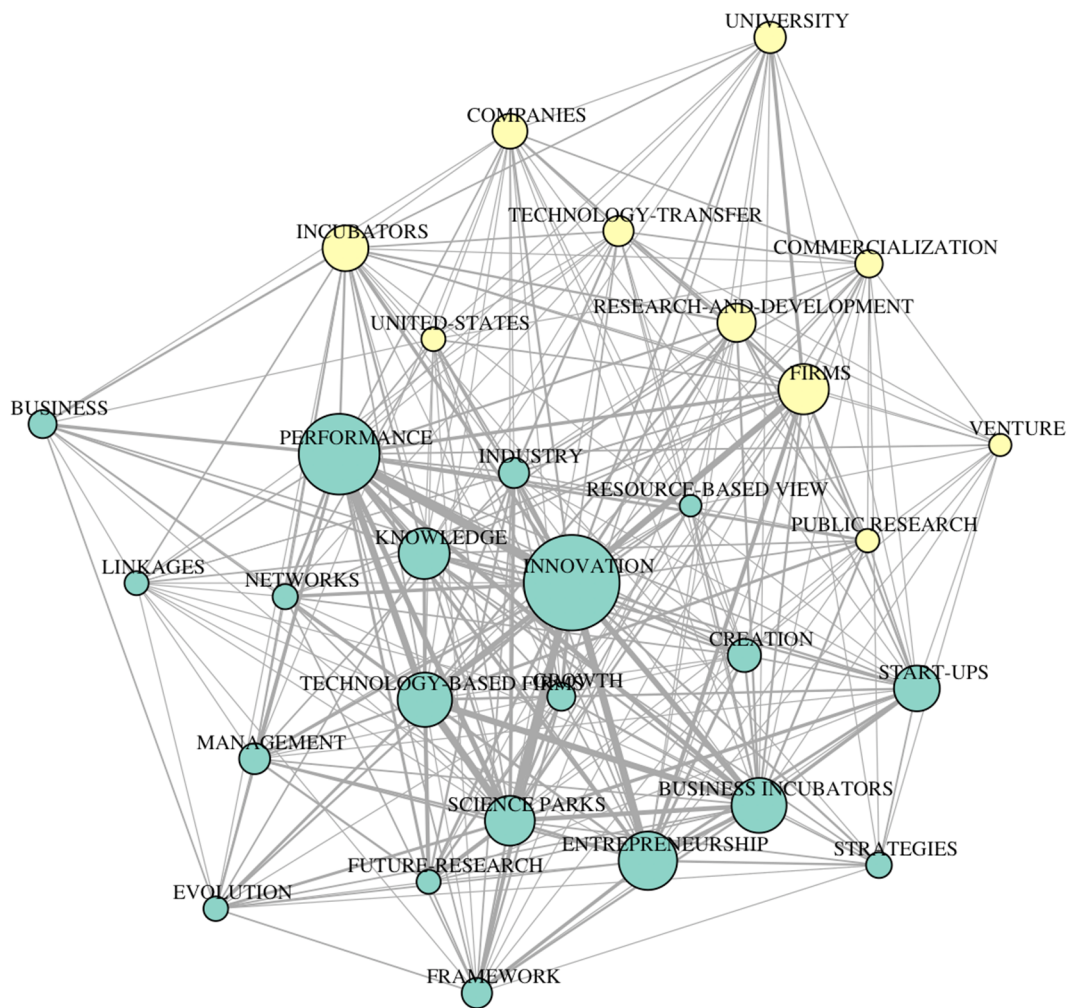 UNIVERSITY
COMPANIES
TECHNOLOGY-TRANSFER
INCUBATORS
COMMERCIALIZATION
RESEARCH-AND-DEVELOPMENT
UNITED-STATES
FIRMS
BUSINESS
VENTURE
PERFORMANCE
INDUSTRY
RESOURCE-BASED VIEW
PUBLIC RESEARCH
KNOWLEDGE
INNOVATION
LINKAGES
NETWORKS
CREATION
START-UPS
TECHNOLOGY-BASED FIRMS
GROWTH
MANAGEMENT
BUSINESS INCUBATORS
SCIENCE PARKS
ENTREPRENEURSHIP
STRATEGIES
FUTURE-RESEARCH
EVOLUTION
FRAMEWORK